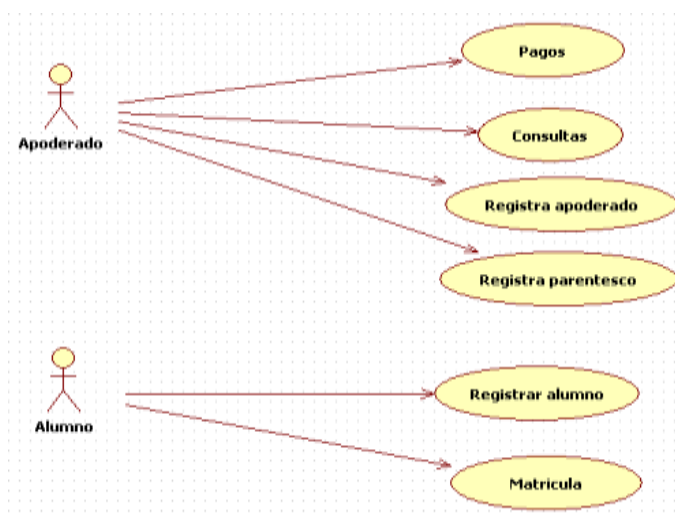 Pagos
Apoderado
Consultas
Registra apoderado
Registra parentesco
Registrar alumno
Alumno
Matricula